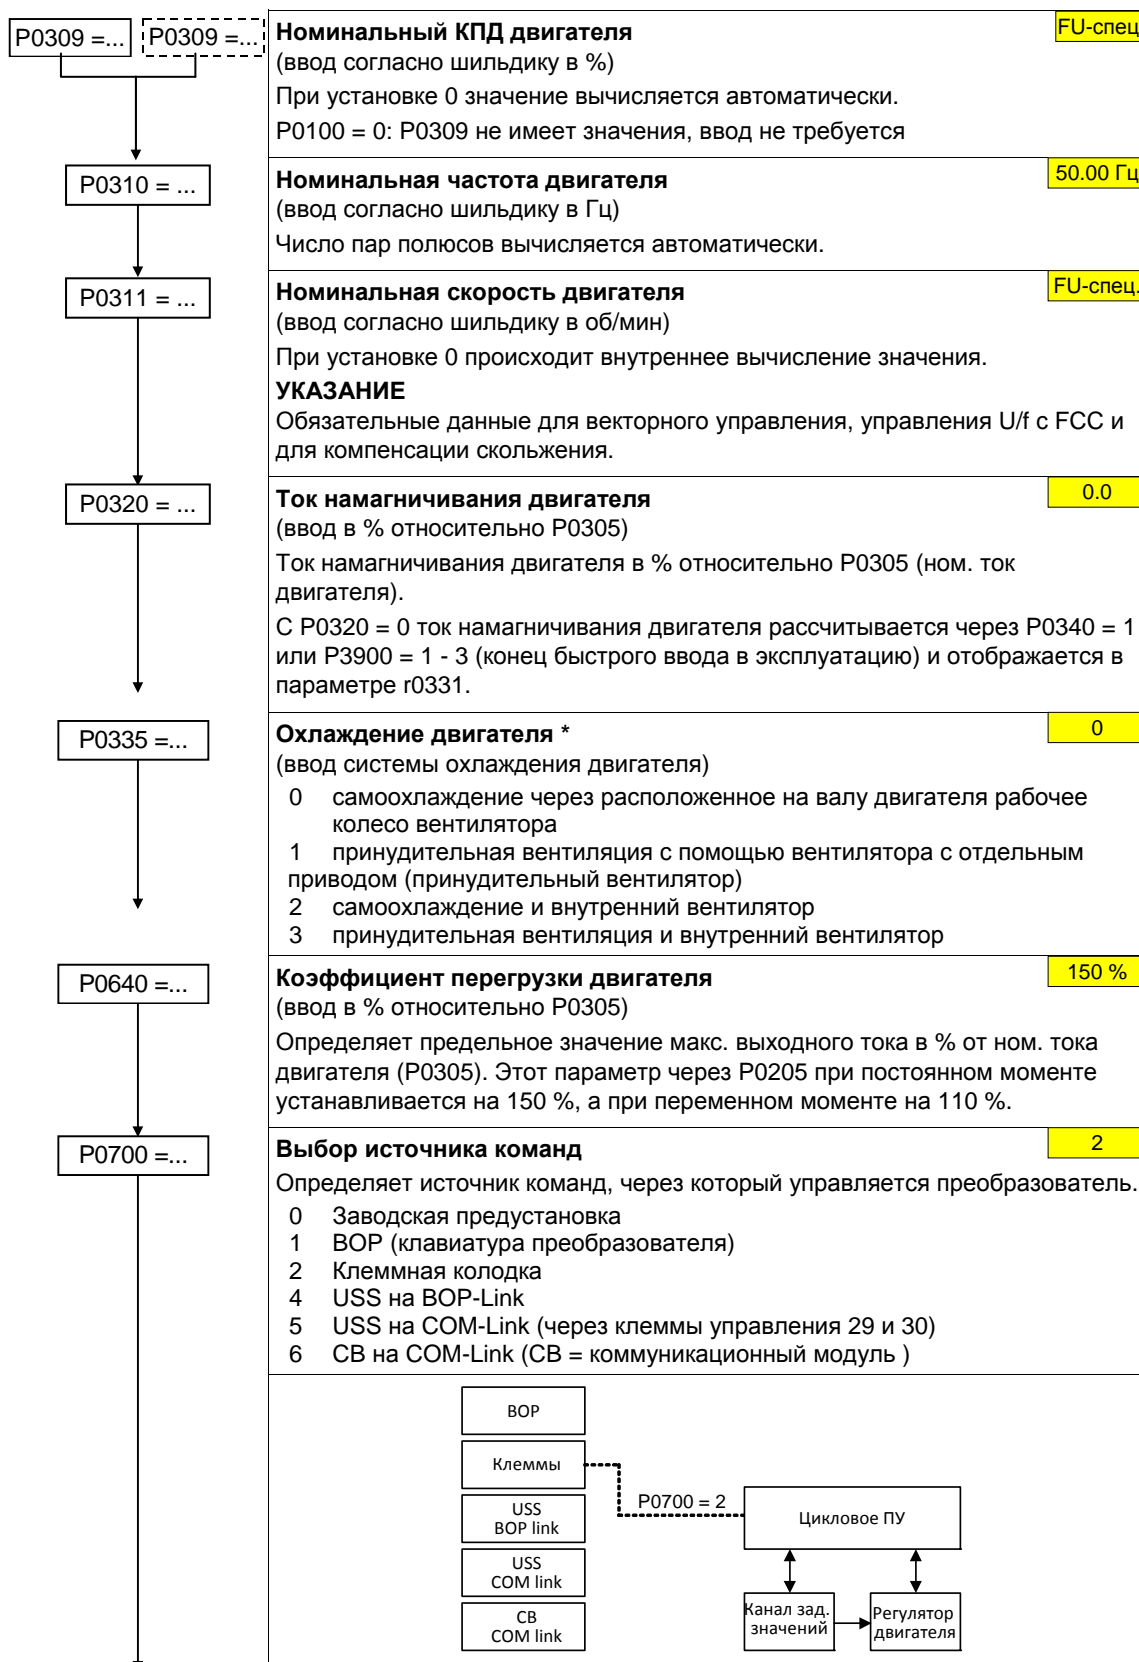 P0309 =...
P0309 =...
Номинальный КПД двигателя
FU-спец
(ввод согласно шильдику в %)
При установке 0 значение вычисляется автоматически.
P0100 = 0: P0309 не имеет значения, ввод не требуется
P0310 = ...
Номинальная частота двигателя
50.00 Гц
(ввод согласно шильдику в Гц)
Число пар полюсов вычисляется автоматически.
P0311 = ...
Номинальная скорость двигателя
FU-спец.
(ввод согласно шильдику в об/мин)
При установке 0 происходит внутреннее вычисление значения.
УКАЗАНИЕ
Обязательные данные для векторного управления, управления U/f с FCC и
для компенсации скольжения.
P0320 = ...
Ток намагничивания двигателя
0.0
(ввод в % относительно P0305)
Ток намагничивания двигателя в % относительно P0305 (ном. ток
двигателя).
С P0320 = 0 ток намагничивания двигателя рассчитывается через P0340 = 1
или P3900 = 1 - 3 (конец быстрого ввода в эксплуатацию) и отображается в
параметре r0331.
P0335 =...
Охлаждение двигателя *
0
(ввод системы охлаждения двигателя)
0 самоохлаждение через расположенное на валу двигателя рабочее
колесо вентилятора
1 принудительная вентиляция с помощью вентилятора с отдельным
приводом (принудительный вентилятор)
2 самоохлаждение и внутренний вентилятор
3 принудительная вентиляция и внутренний вентилятор
P0640 =...
Коэффициент перегрузки двигателя
150 %
(ввод в % относительно P0305)
Определяет предельное значение макс. выходного тока в % от ном. тока
двигателя (P0305). Этот параметр через P0205 при постоянном моменте
устанавливается на 150 %, а при переменном моменте на 110 %.
P0700 =...
Выбор источника команд
2
Определяет источник команд, через который управляется преобразователь.
0 Заводская предустановка
1 BOP (клавиатура преобразователя)
2 Клеммная колодка
4 USS на BOP-Link
5 USS на COM-Link (через клеммы управления 29 и 30)
6 CB на COM-Link (CB = коммуникационный модуль )
BOP
Клеммы
USS
BOP link
USS
COM link
CB
COM link
P0700 = 2
Цикловое ПУ
Канал зад.
значений
Регулятор
двигателя